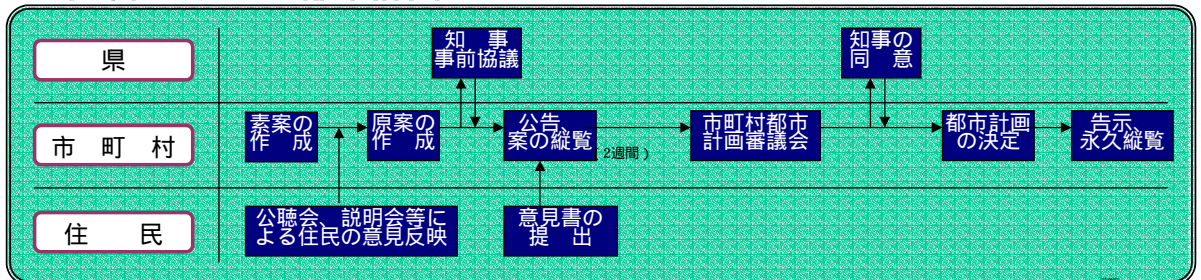 県
知　事
事前協議
知事の
同　意
市　町　村
素案の
作　成
原案の
作　成
公告、
案の縦覧
(2週間)
市町村都市
計画審議会
都市計画
の決定
告示、
永久縦覧
住　民
公聴会、説明会等に
よる住民の意見反映
意見書の
提　出